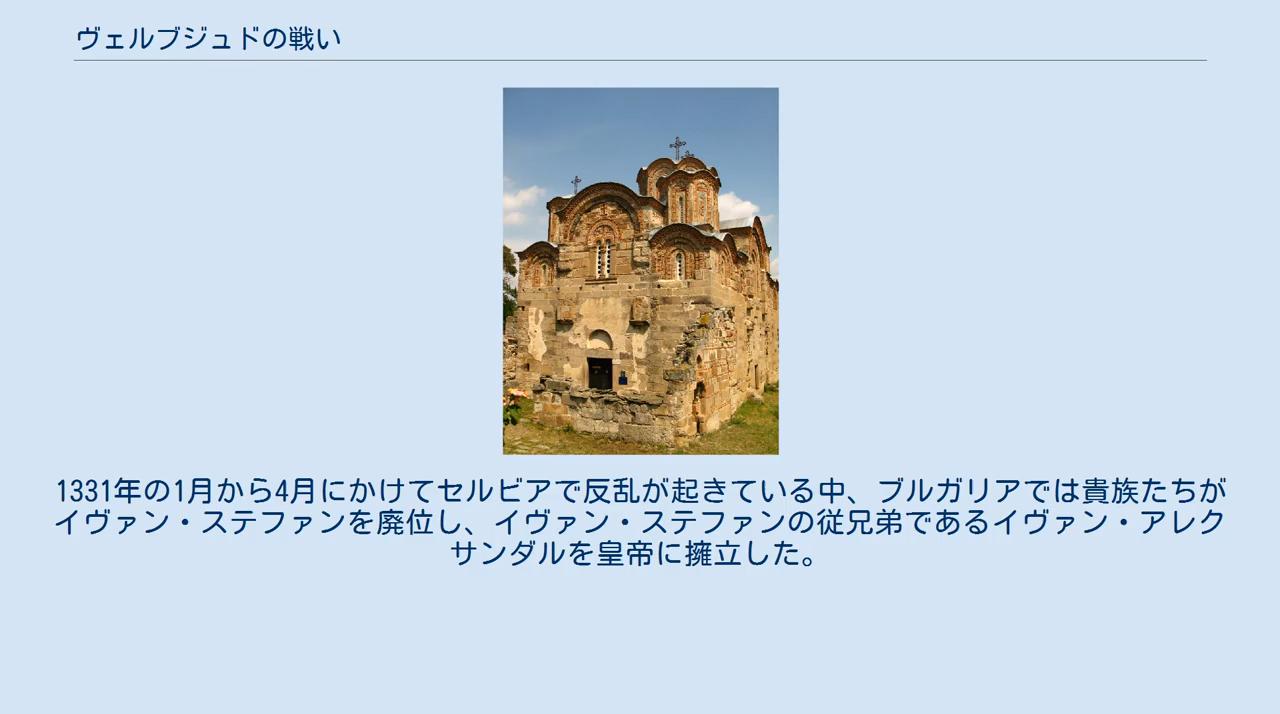 ヴェルブジュドの戦い
1331年の1月から4月にかけてセルビアで反乱が起きている中、ブルガリアでは貴族たちが
イヴァン・ステファンを廃位し、イヴァン・ステファンの従兄弟であるイヴァン・アレク
サンダルを皇帝に擁立した。